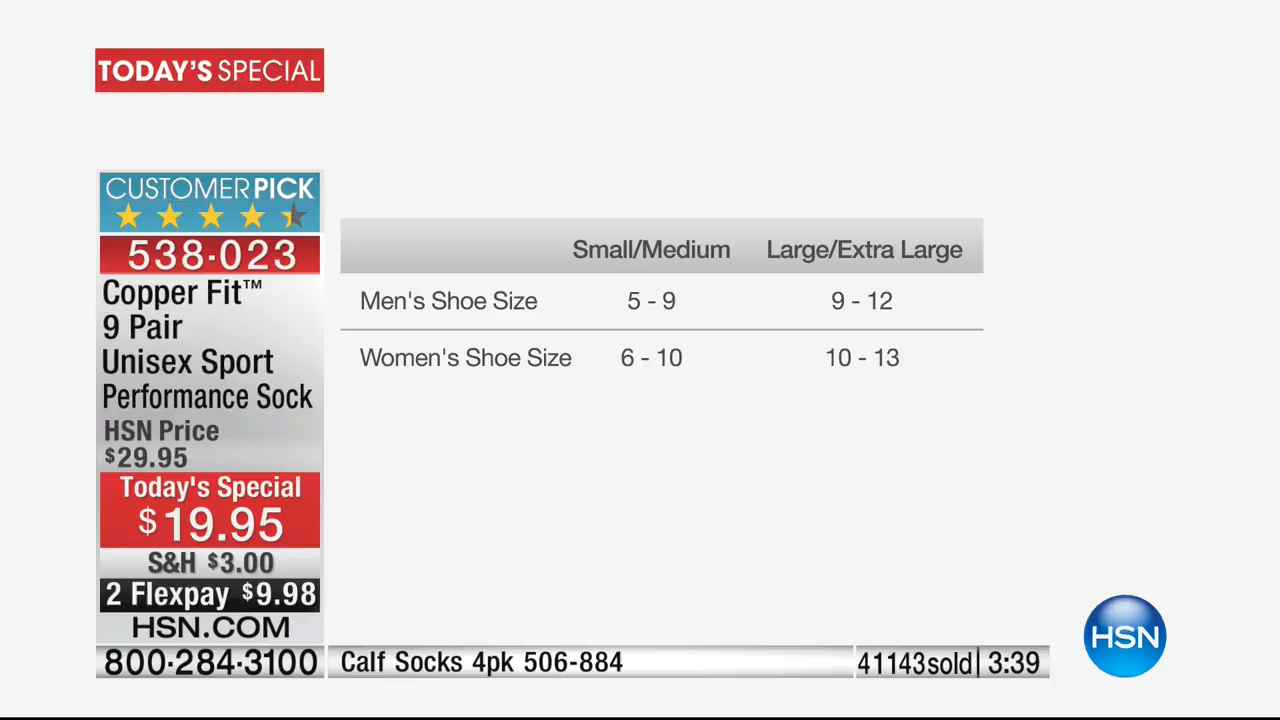 TODAY'S SPECIAL
CUSTOMER PICK
538·023
Copper Fit™
9 Pair
Unisex Sport
Performance Sock
HSN Price
$29.95
Today's Special
$19.95
S&H $3.00
2 Flexpay $9.98
HSN.COM
800·284·3100
Small/Medium Large/Extra Large
Men's Shoe Size 5 - 9 9 - 12
Women's Shoe Size 6 - 10 10 - 13
Calf Socks 4pk 506-884
41143sold | 3:39
HSN